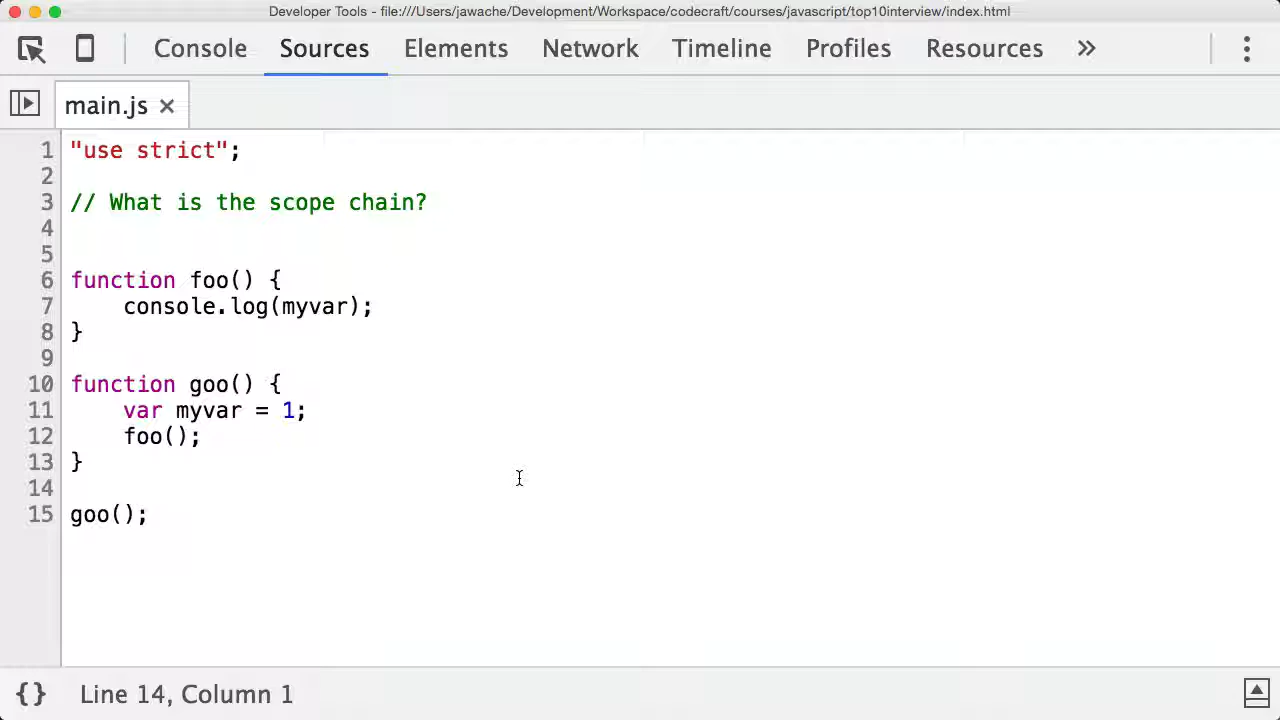 Developer Tools - file:///Users/jawache/Development/Workspace/codecraft/courses/javascript/top10interview/index.html
Console Sources Elements Network Timeline Profiles Resources »
main.js ×
1 "use strict";
2
3 // What is the scope chain?
4
5
6 function foo() {
7     console.log(myvar);
8 }
9
10 function goo() {
11     var myvar = 1;
12     foo();
13 }
14
15 goo();
{} Line 14, Column 1